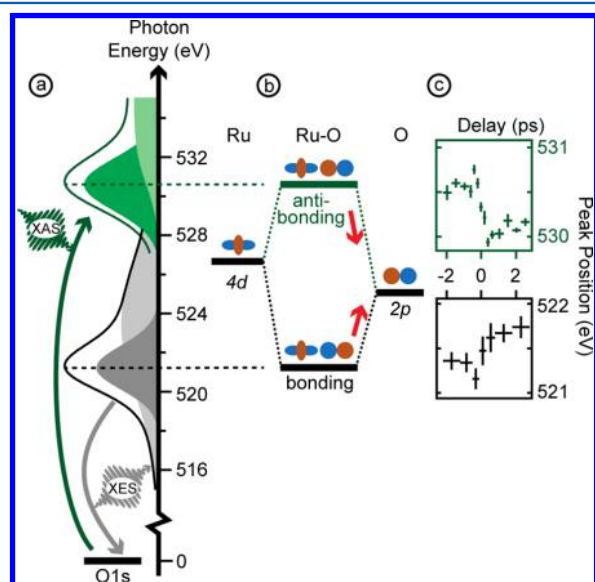 Photon
Energy (eV)
a
b
c
Ru
Ru-O
O
Delay (ps)
532
528
524
520
516
0
XAS
XES
O1s
anti-
bonding
4d
2p
bonding
531
530
-2
0
2
522
521
Peak Position (eV)